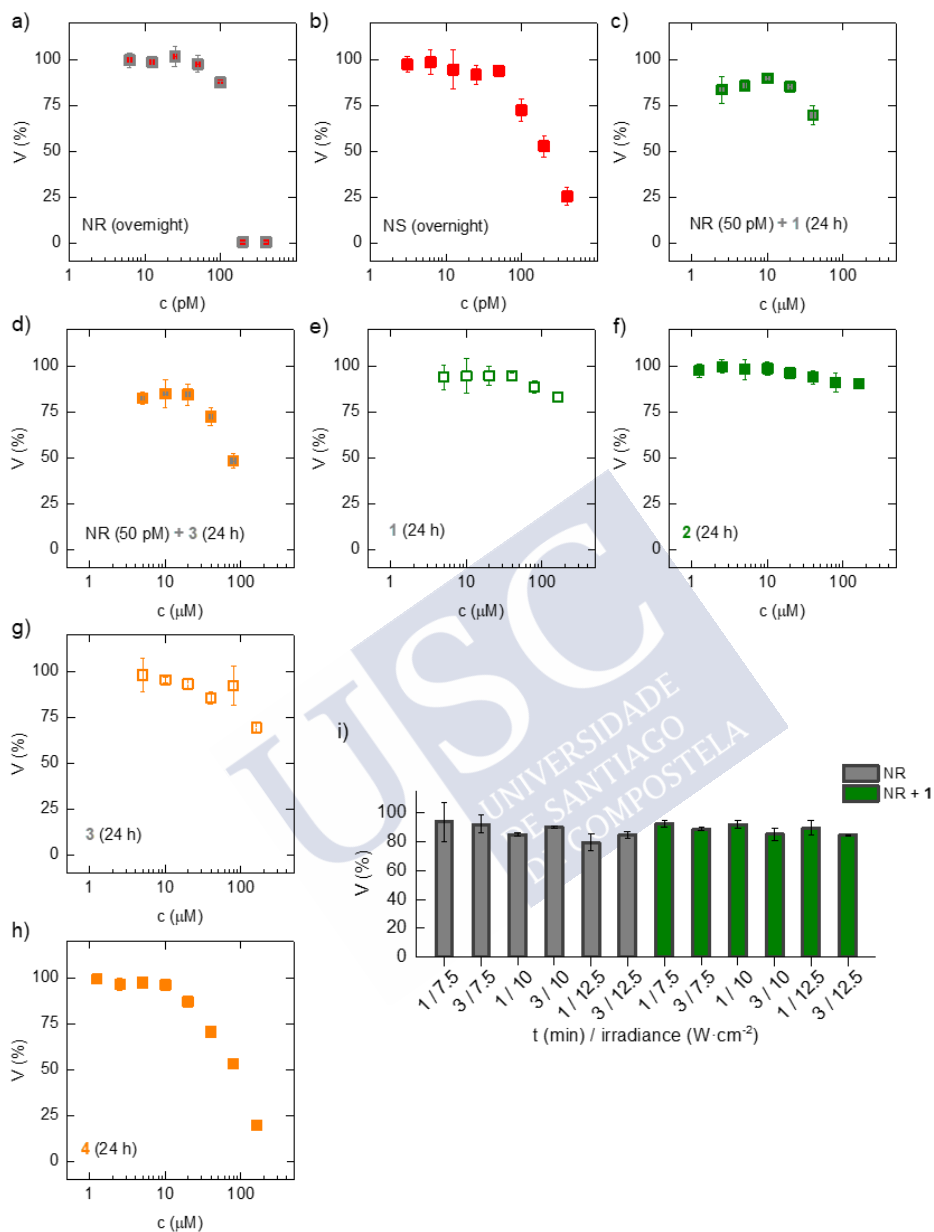 a)
100
75
50
25
0
V (%)
NR (overnight)
1
10
100
c (pM)
b)
100
75
50
25
0
V (%)
NS (overnight)
1
10
100
c (pM)
c)
100
75
50
25
0
V (%)
NR (50 pM) + 1 (24 h)
1
10
100
c (μM)
d)
100
75
50
25
0
V (%)
NR (50 pM) + 3 (24 h)
1
10
100
c (μM)
e)
100
75
50
25
0
V (%)
1 (24 h)
1
10
100
c (μM)
f)
100
75
50
25
0
V (%)
2 (24 h)
1
10
100
c (μM)
g)
100
75
50
25
0
V (%)
3 (24 h)
1
10
100
c (μM)
h)
100
75
50
25
0
V (%)
4 (24 h)
1
10
100
c (μM)
i)
NR
NR + 1
100
80
60
40
20
0
V (%)
1 / 7.5
3 / 7.5
1 / 10
3 / 10
1 / 12.5
3 / 12.5
1 / 7.5
3 / 7.5
1 / 10
3 / 10
1 / 12.5
3 / 12.5
t (min) / irradiance (W·cm⁻²)
USC
UNIVERSIDADE
DE SANTIAGO
DE COMPOSTELA